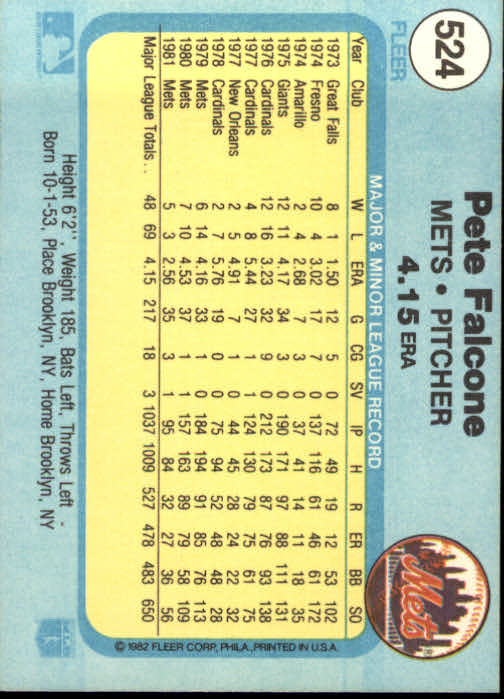 524
FLEER
Pete Falcone
METS • PITCHER
4.15 ERA
Mets
MAJOR & MINOR LEAGUE RECORD
Year Club W L ERA G CG SV IP H R ER BB SO
1973 Great Falls 8 1 1.50 12 5 0 72 49 19 12 53 102
1974 Fresno 10 4 3.02 17 7 0 137 116 61 46 61 172
1974 Amarillo 2 4 2.68 7 3 0 37 41 14 11 18 35
1975 Giants 12 11 4.17 34 3 0 190 171 97 88 111 131
1976 Cardinals 12 16 3.23 32 9 0 212 173 87 76 93 138
1977 Cardinals 4 8 5.44 27 1 1 124 130 79 75 61 75
1977 New Orleans 2 5 4.91 7 1 0 44 45 28 24 22 32
1978 Cardinals 2 7 5.76 19 0 0 75 94 52 48 48 28
1979 Mets 6 14 4.16 33 1 0 184 194 91 85 76 113
1980 Mets 7 10 4.53 37 1 1 157 163 89 79 58 109
1981 Mets 5 3 2.56 35 3 1 95 84 32 27 36 56
Major League Totals . . 48 69 4.15 217 18 3 1037 1009 527 478 483 650
© 1982 FLEER CORP., PHILA., PRINTED IN U.S.A.
Height 6'2", Weight 185, Bats Left, Throws Left -
Born 10-1-53, Place Brooklyn, NY, Home Brooklyn, NY